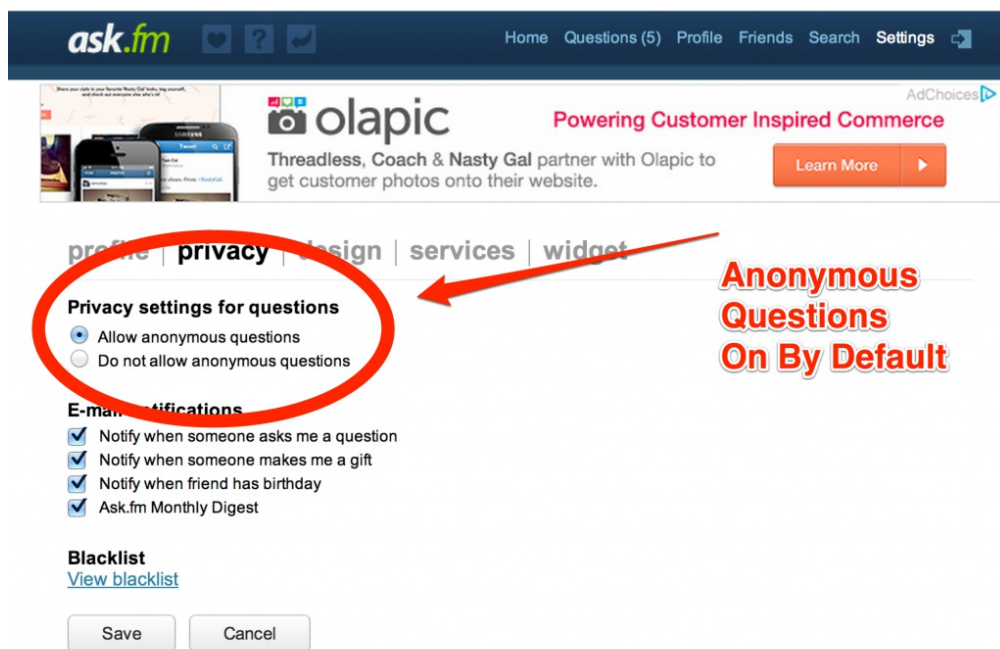 ask.fm
Home Questions (5) Profile Friends Search Settings
AdChoices
olapic
Powering Customer Inspired Commerce
Threadless, Coach & Nasty Gal partner with Olapic to
get customer photos onto their website.
Learn More
profile | privacy | design | services | widget
Privacy settings for questions
Allow anonymous questions
Do not allow anonymous questions
Anonymous
Questions
On By Default
E-mail notifications
Notify when someone asks me a question
Notify when someone makes me a gift
Notify when friend has birthday
Ask.fm Monthly Digest
Blacklist
View blacklist
Save
Cancel